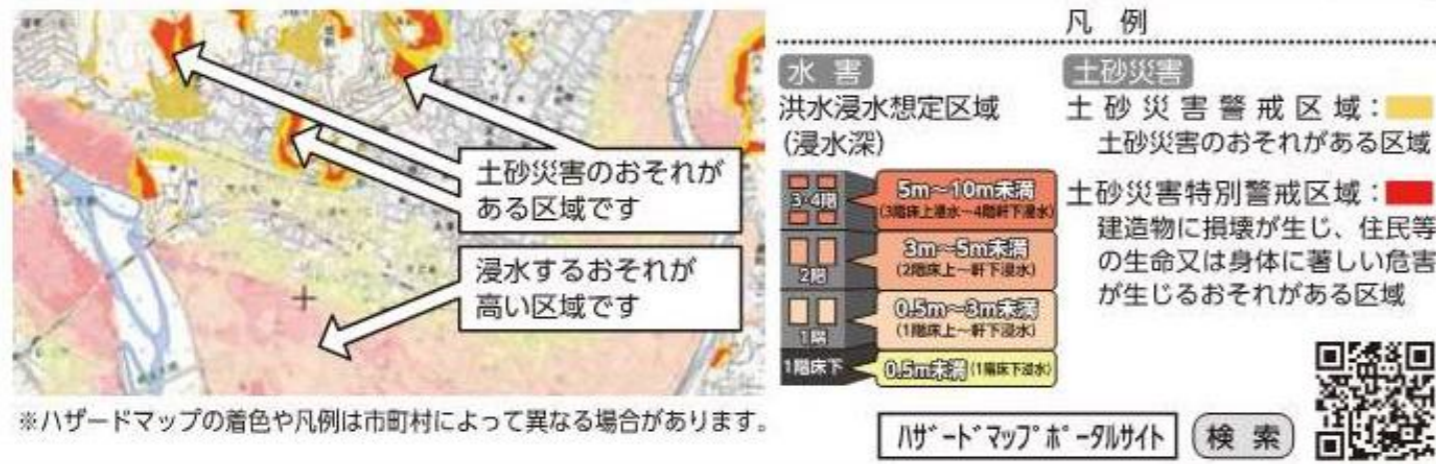 土砂災害のおそれが
ある区域です
浸水するおそれが
高い区域です
※ハザードマップの着色や凡例は市町村によって異なる場合があります。
凡 例
水 害
洪水浸水想定区域
(浸水深)
3・4階
5m～10m未満
(3階床上浸水～4階軒下浸水)
2階
3m～5m未満
(2階床上～軒下浸水)
1階
0.5m～3m未満
(1階床上～軒下浸水)
1階床下
0.5m未満(1階床下浸水)
土砂災害
土砂災害警戒区域：
土砂災害のおそれがある区域
土砂災害特別警戒区域：
建造物に損壊が生じ、住民等
の生命又は身体に著しい危害
が生じるおそれがある区域
ﾊｻﾞｰﾄﾞﾏｯﾌﾟﾎﾟｰﾀﾙｻｲﾄ
検 索